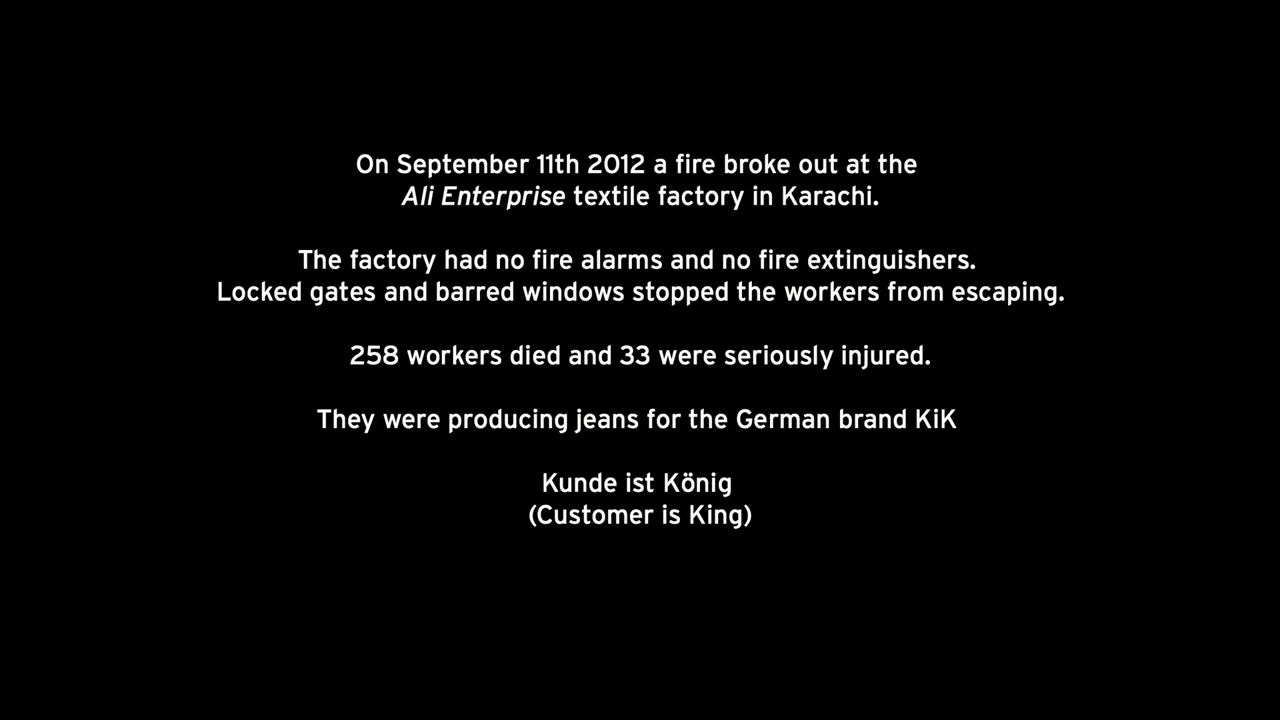 On September 11th 2012 a fire broke out at the
Ali Enterprise textile factory in Karachi.
The factory had no fire alarms and no fire extinguishers.
Locked gates and barred windows stopped the workers from escaping.
258 workers died and 33 were seriously injured.
They were producing jeans for the German brand KiK
Kunde ist König
(Customer is King)